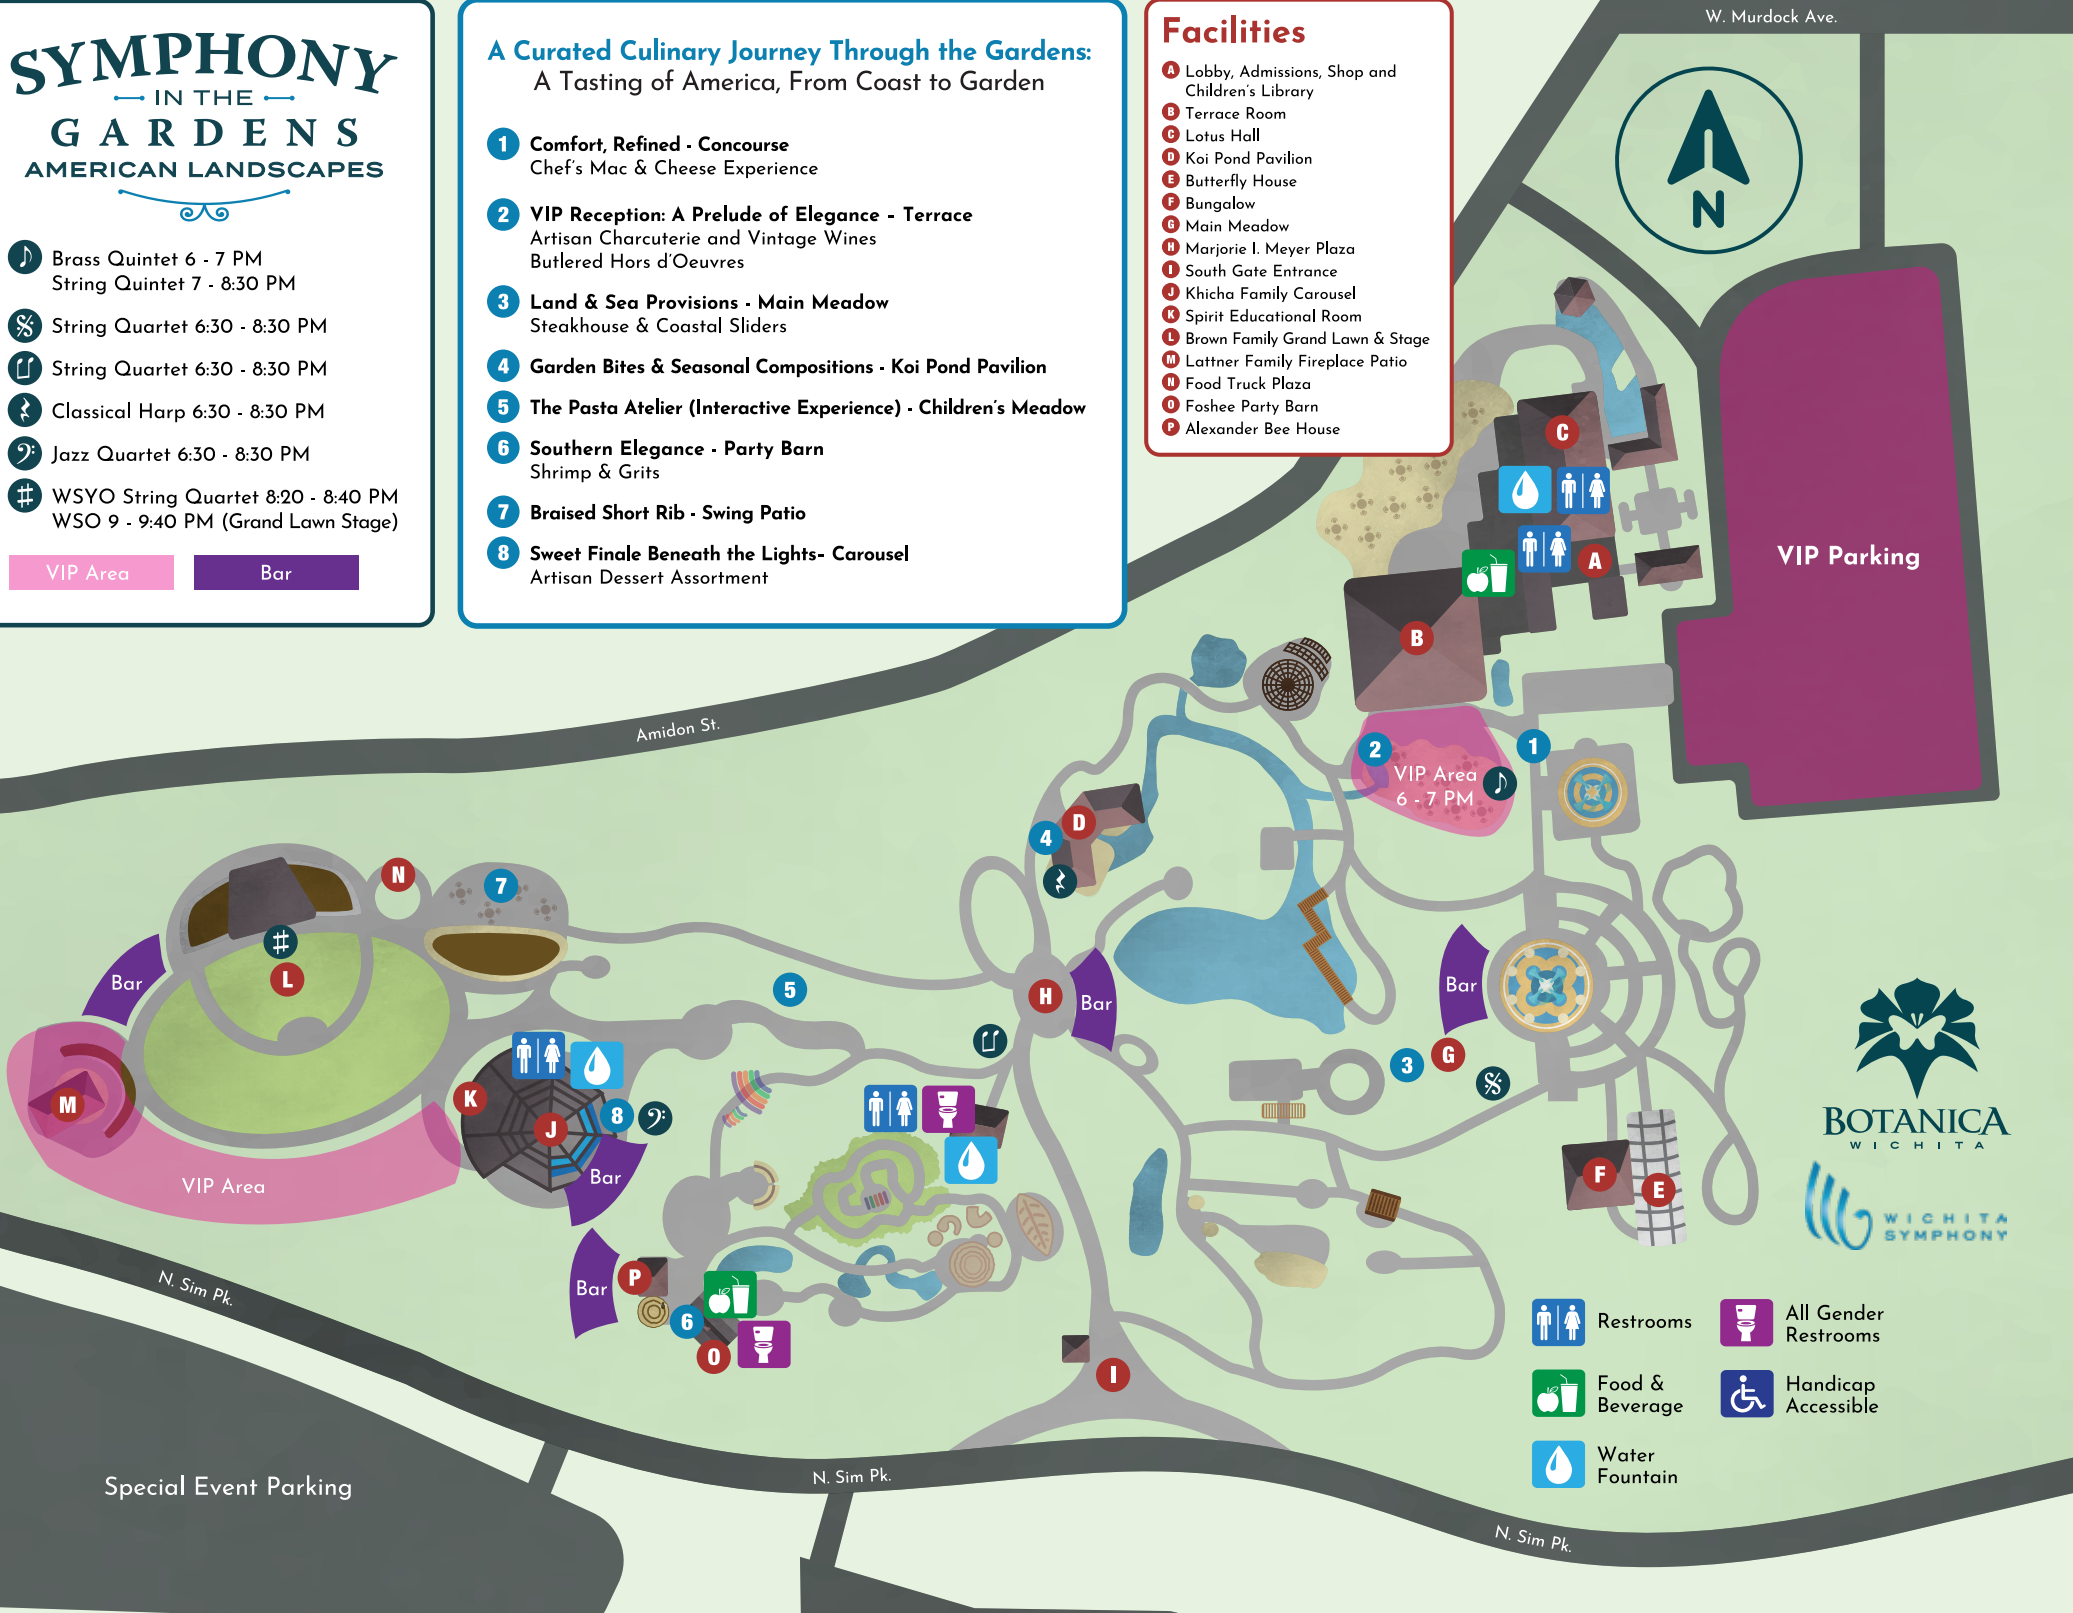 SYMPHONY
IN THE
GARDENS
AMERICAN LANDSCAPES
Brass Quintet 6 - 7 PM
String Quintet 7 - 8:30 PM
String Quartet 6:30 - 8:30 PM
String Quartet 6:30 - 8:30 PM
Classical Harp 6:30 - 8:30 PM
Jazz Quartet 6:30 - 8:30 PM
WSYO String Quartet 8:20 - 8:40 PM
WSO 9 - 9:40 PM (Grand Lawn Stage)
VIP Area
Bar
A Curated Culinary Journey Through the Gardens:
A Tasting of America, From Coast to Garden
1 Comfort, Refined - Concourse
Chef's Mac & Cheese Experience
2 VIP Reception: A Prelude of Elegance – Terrace
Artisan Charcuterie and Vintage Wines
Butlered Hors d'Oeuvres
3 Land & Sea Provisions - Main Meadow
Steakhouse & Coastal Sliders
4 Garden Bites & Seasonal Compositions - Koi Pond Pavilion
5 The Pasta Atelier (Interactive Experience) - Children's Meadow
6 Southern Elegance - Party Barn
Shrimp & Grits
7 Braised Short Rib - Swing Patio
8 Sweet Finale Beneath the Lights– Carousel
Artisan Dessert Assortment
Facilities
A Lobby, Admissions, Shop and
Children's Library
B Terrace Room
C Lotus Hall
D Koi Pond Pavilion
E Butterfly House
F Bungalow
G Main Meadow
H Marjorie I. Meyer Plaza
I South Gate Entrance
J Khicha Family Carousel
K Spirit Educational Room
L Brown Family Grand Lawn & Stage
M Lattner Family Fireplace Patio
N Food Truck Plaza
O Foshee Party Barn
P Alexander Bee House
W. Murdock Ave.
N
C
A
B
VIP Parking
Amidon St.
2
1
VIP Area
6 - 7 PM
D
4
N
7
L
Bar
5
H
Bar
Bar
G
3
M
K
J
8
Bar
VIP Area
F
E
BOTANICA
WICHITA
WICHITA
SYMPHONY
Bar
P
6
O
I
N. Sim Pk.
Special Event Parking
N. Sim Pk.
N. Sim Pk.
Restrooms
All Gender
Restrooms
Food &
Beverage
Handicap
Accessible
Water
Fountain